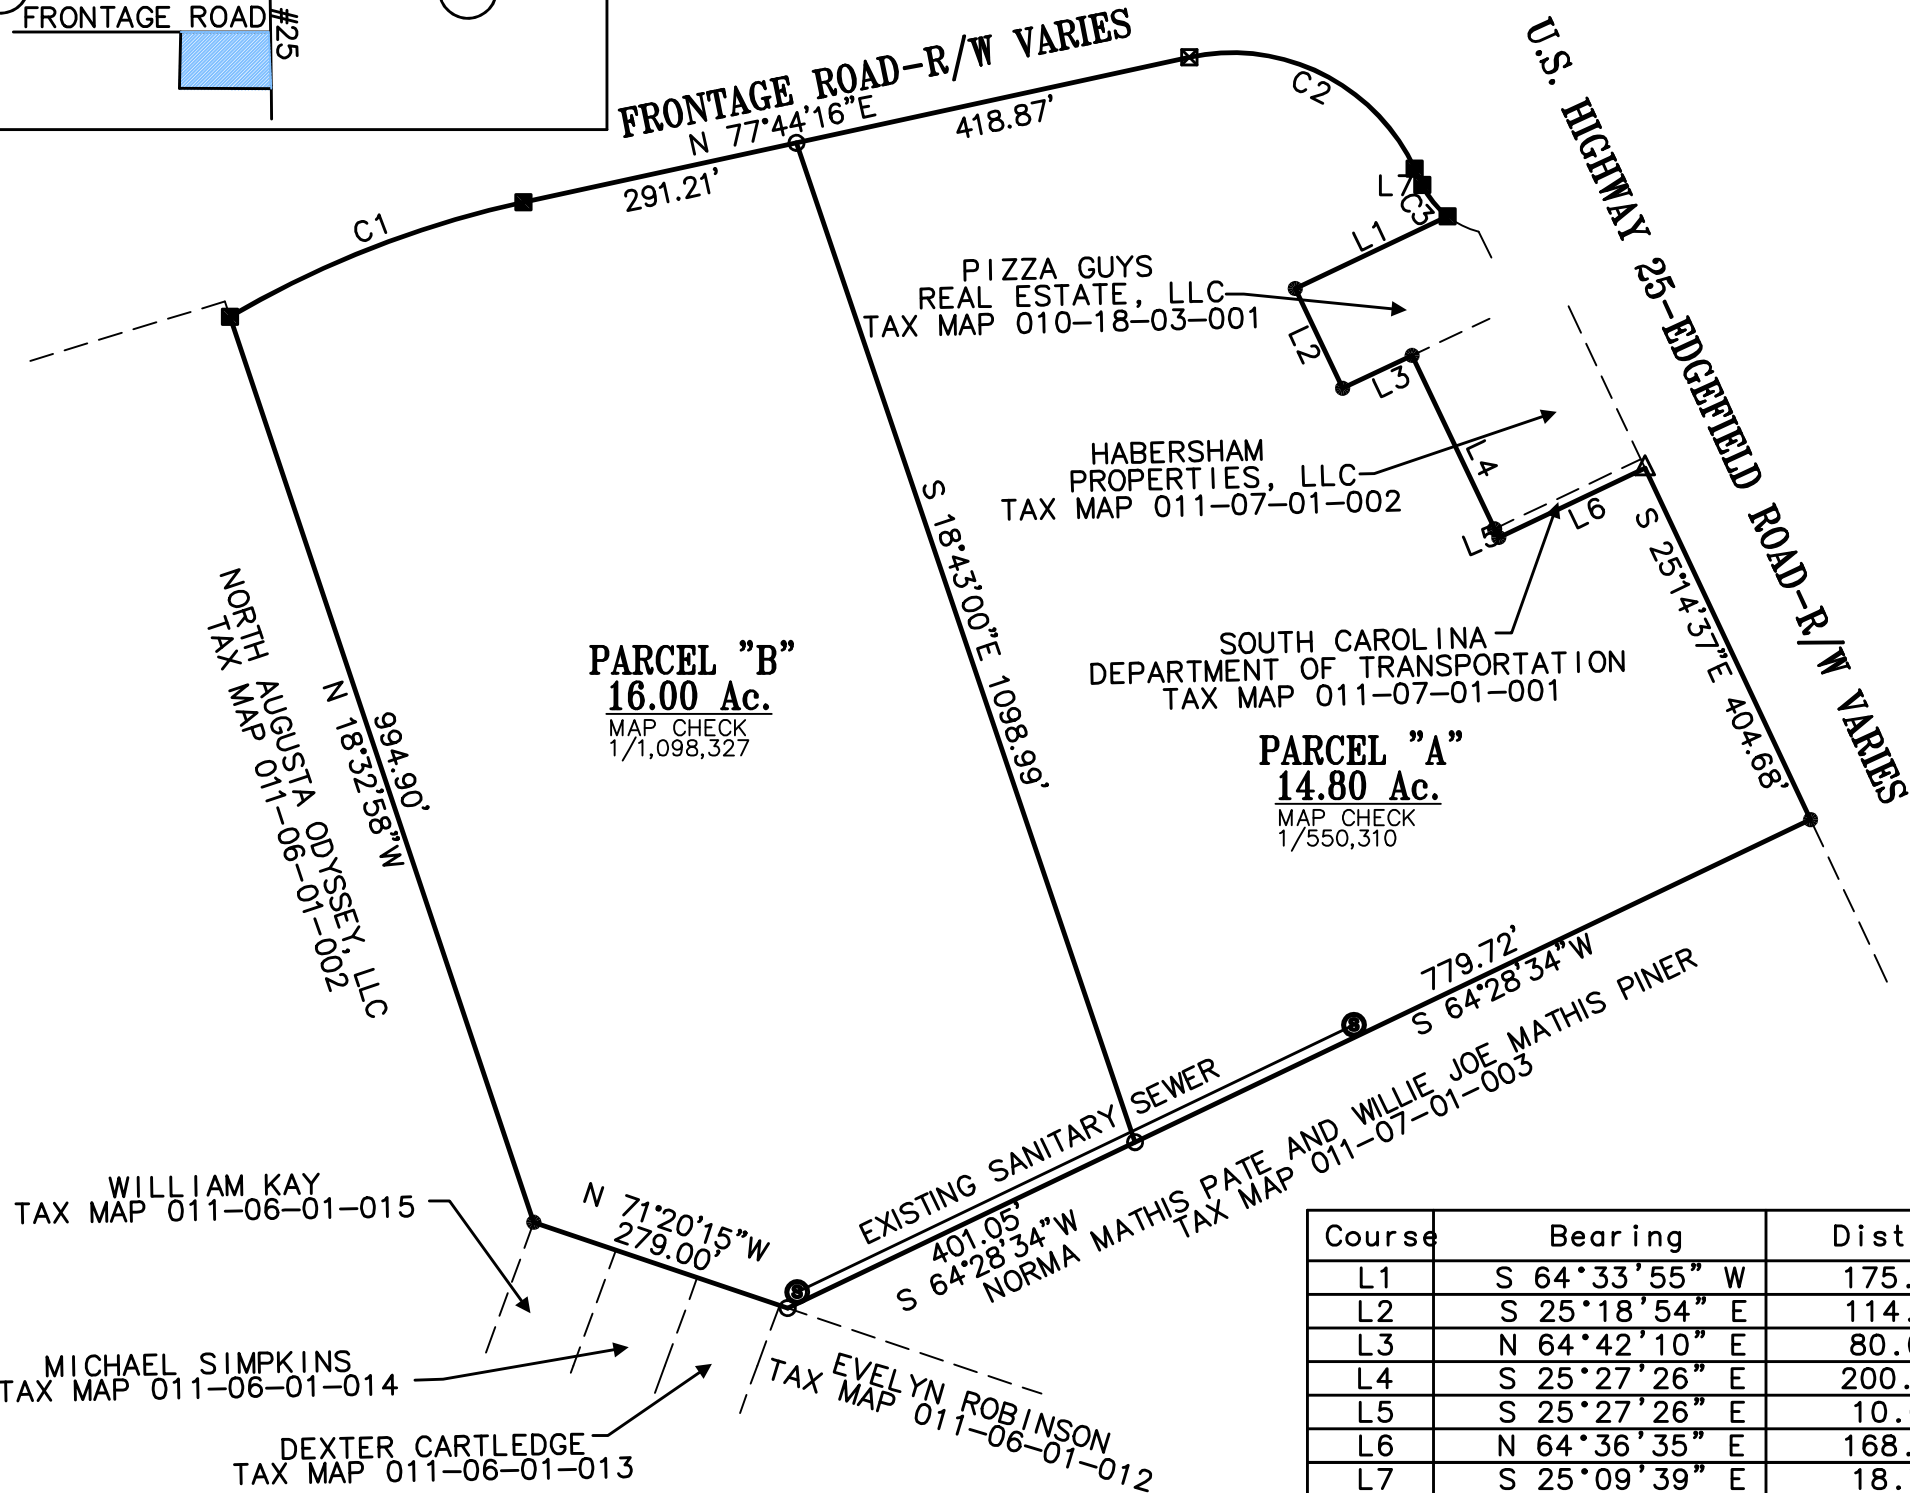 FRONTAGE ROAD
#25
FRONTAGE ROAD-R/W VARIES
N 77°44'16"E
291.21'
418.87'
C1
C2
L7
C3
L1
L2
L3
L4
L5
L6
U.S. HIGHWAY 25-EDGEFIELD ROAD-R/W VARIES
PIZZA GUYS
REAL ESTATE, LLC
TAX MAP 010-18-03-001
HABERSHAM
PROPERTIES, LLC
TAX MAP 011-07-01-002
SOUTH CAROLINA
DEPARTMENT OF TRANSPORTATION
TAX MAP 011-07-01-001
S 25°14'37"E 404.68'
S 18°43'00"E 1098.99'
PARCEL "B"
16.00 Ac.
MAP CHECK
1/1,098,327
PARCEL "A"
14.80 Ac.
MAP CHECK
1/550,310
994.90'
N 18°32'58"W
NORTH AUGUSTA ODYSSEY, LLC
TAX MAP 011-06-01-002
779.72'
S 64°28'34"W
EXISTING SANITARY SEWER
401.05'
S 64°28'34"W
NORMA MATHIS PATE AND WILLIE JOE MATHIS PINER
TAX MAP 011-07-01-003
N 71°20'15"W
279.00'
S
S
WILLIAM KAY
TAX MAP 011-06-01-015
MICHAEL SIMPKINS
TAX MAP 011-06-01-014
DEXTER CARTLEDGE
TAX MAP 011-06-01-013
EVELYN ROBINSON
TAX MAP 011-06-01-012
Course Bearing Dist
L1 S 64°33'55" W 175.
L2 S 25°18'54" E 114.
L3 N 64°42'10" E 80.
L4 S 25°27'26" E 200.
L5 S 25°27'26" E 10.
L6 N 64°36'35" E 168.
L7 S 25°09'39" E 18.